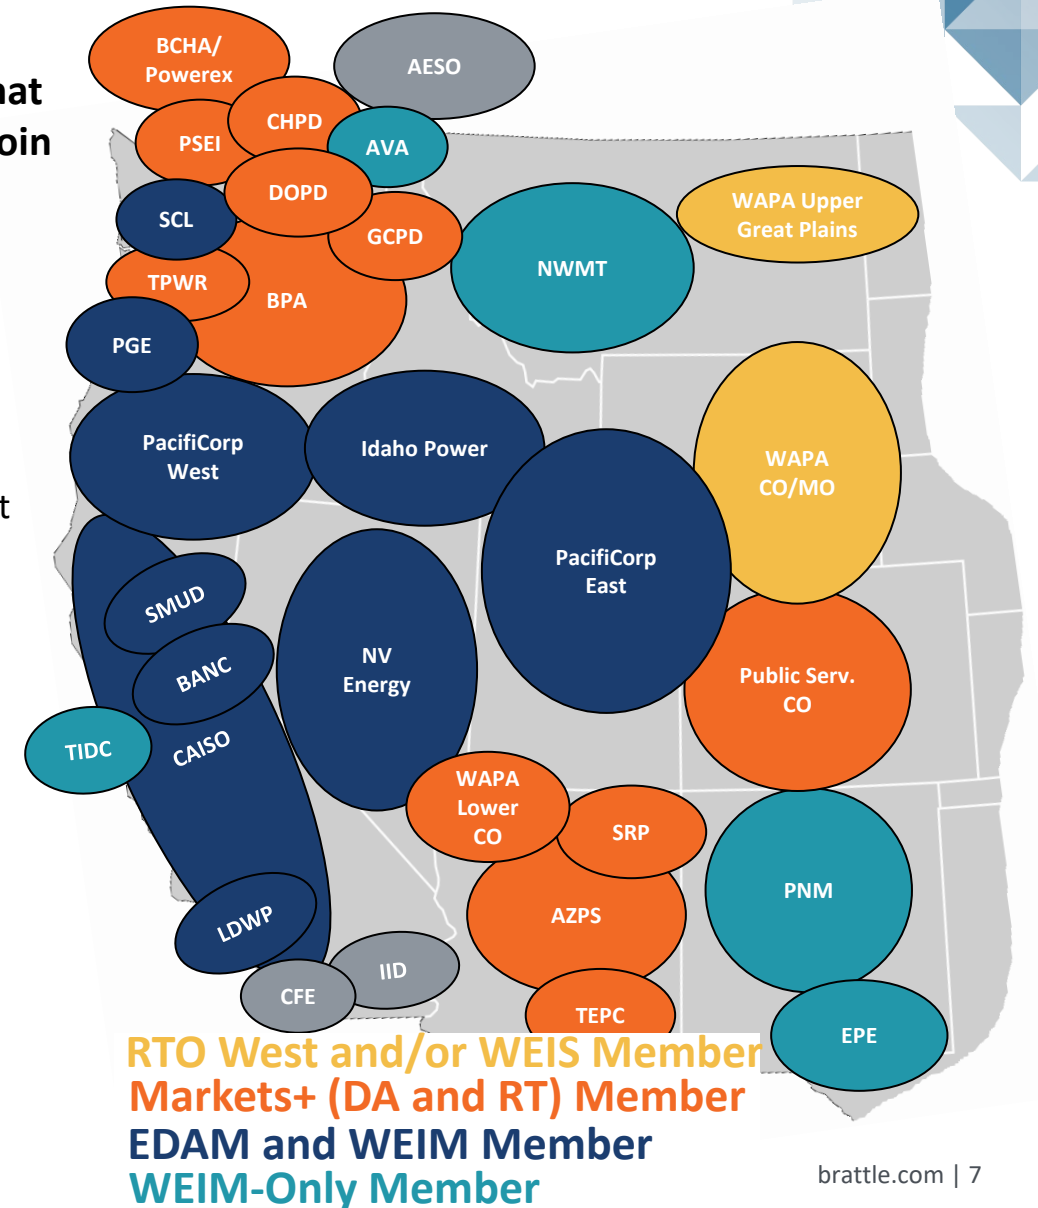 hat
oin
t
BCHA/
Powerex
AESO
CHPD
PSEI
AVA
DOPD
WAPA Upper
Great Plains
SCL
GCPD
NWMT
TPWR
BPA
PGE
PacifiCorp
West
Idaho Power
WAPA
CO/MO
PacifiCorp
East
SMUD
NV
Energy
BANC
Public Serv.
CO
CAISO
TIDC
WAPA
Lower
CO
SRP
PNM
AZPS
LDWP
IID
CFE
TEPC
EPE
RTO West and/or WEIS Member
Markets+ (DA and RT) Member
EDAM and WEIM Member
WEIM-Only Member
brattle.com | 7